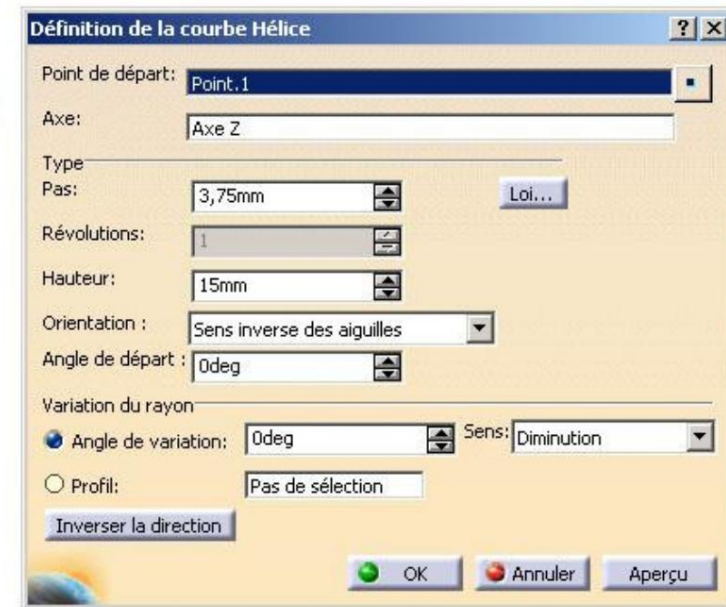 Définition de la courbe Hélice ? X
Point de départ: Point.1
Axe: Axe Z
Type
Pas: 3,75mm Loi...
Révolutions: 1
Hauteur: 15mm
Orientation : Sens inverse des aiguilles
Angle de départ : 0deg
Variation du rayon
Angle de variation: 0deg Sens: Diminution
Profil: Pas de sélection
Inverser la direction
OK Annuler Aperçu